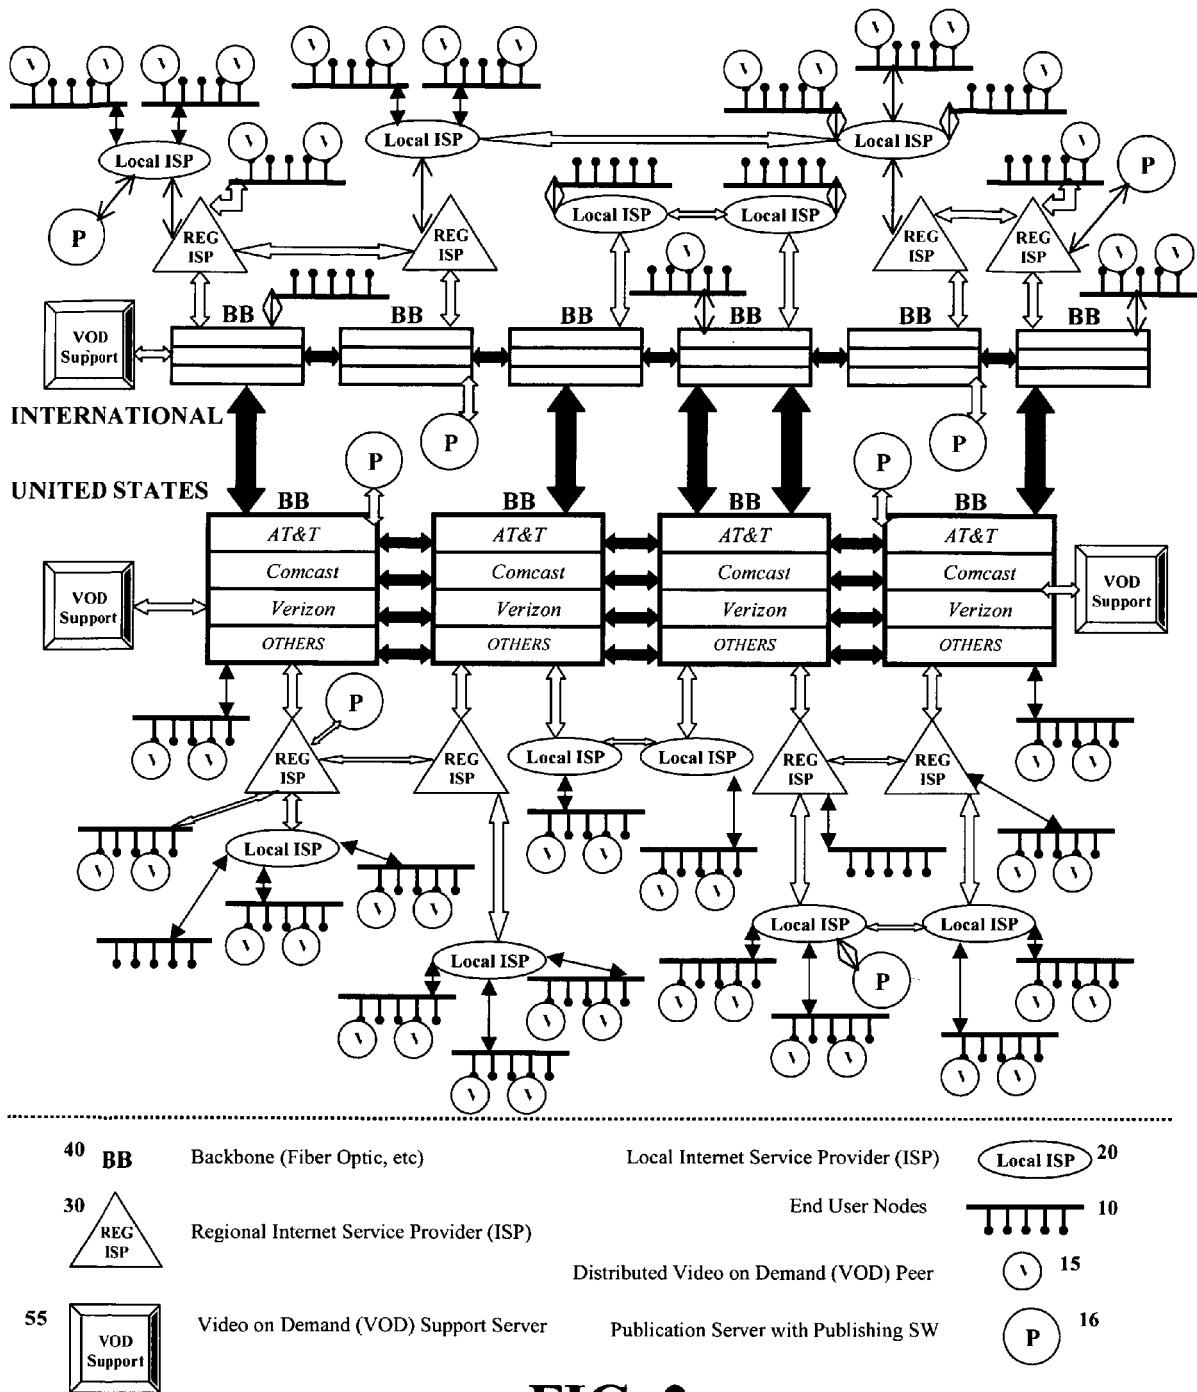 V V
V V V V
V V V V V V V
Local ISP Local ISP
V V V
Local ISP P
Local ISP Local ISP
P REG REG REG REG
ISP ISP ISP ISP
V V V
BB BB BB BB BB BB
VOD
Support
INTERNATIONAL
P P
P P
UNITED STATES
BB BB BB BB
AT&T AT&T AT&T AT&T
Comcast Comcast Comcast Comcast
VOD
Support
VOD
Support
Verizon Verizon Verizon Verizon
OTHERS OTHERS OTHERS OTHERS
P
REG REG REG REG
ISP ISP ISP ISP
Local ISP Local ISP
V V V V
Local ISP
V V V V
V V V V V V
V V V V
Local ISP Local ISP
Local ISP
P
V V V V
V V V V
V V V V
V V
40 BB Backbone (Fiber Optic, etc)
Local Internet Service Provider (ISP) Local ISP 20
30 REG
ISP
Regional Internet Service Provider (ISP)
End User Nodes 10
Distributed Video on Demand (VOD) Peer V 15
55 VOD
Support
Video on Demand (VOD) Support Server
Publication Server with Publishing SW P 16